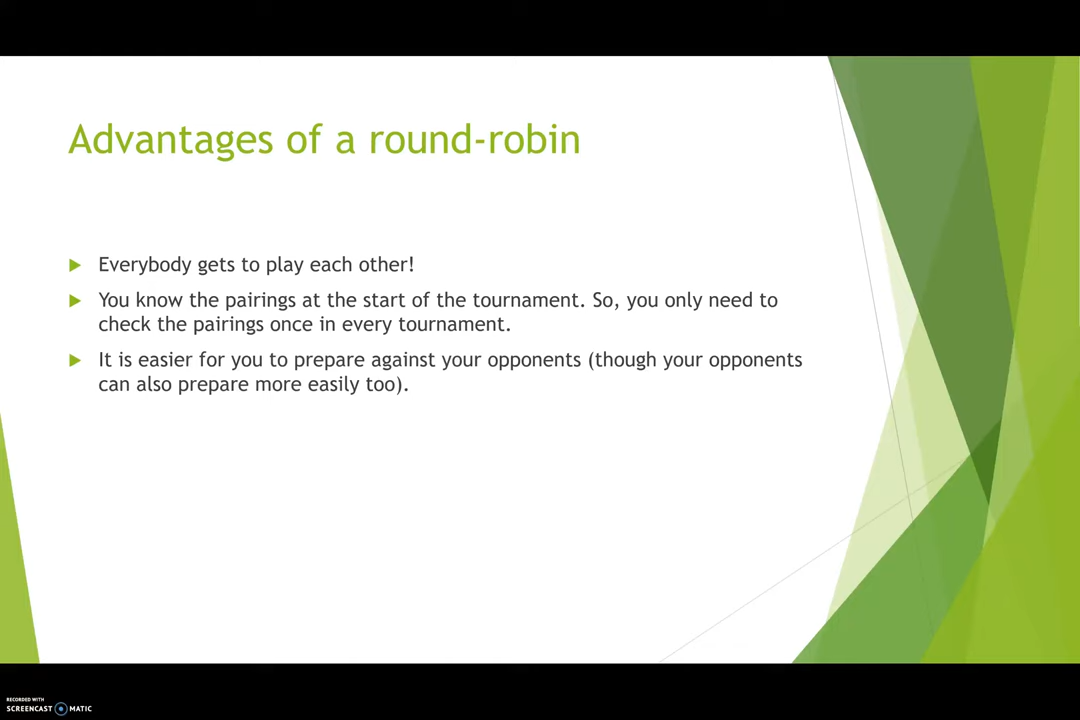 Advantages of a round-robin
Everybody gets to play each other!
You know the pairings at the start of the tournament. So, you only need to
check the pairings once in every tournament.
It is easier for you to prepare against your opponents (though your opponents
can also prepare more easily too).
RECORDED WITH
SCREENCAST MATIC